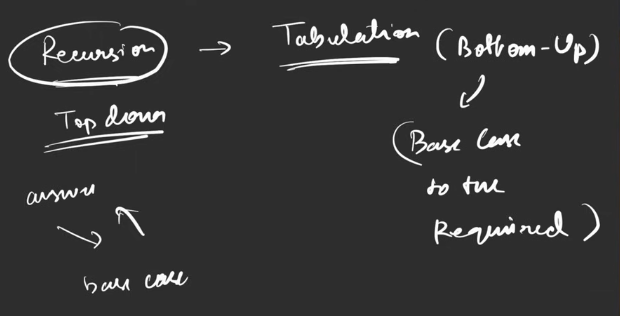 Recursion → Tabulation (Bottom-Up)
Top down
answer
base case
(Base Case
to the
Required)